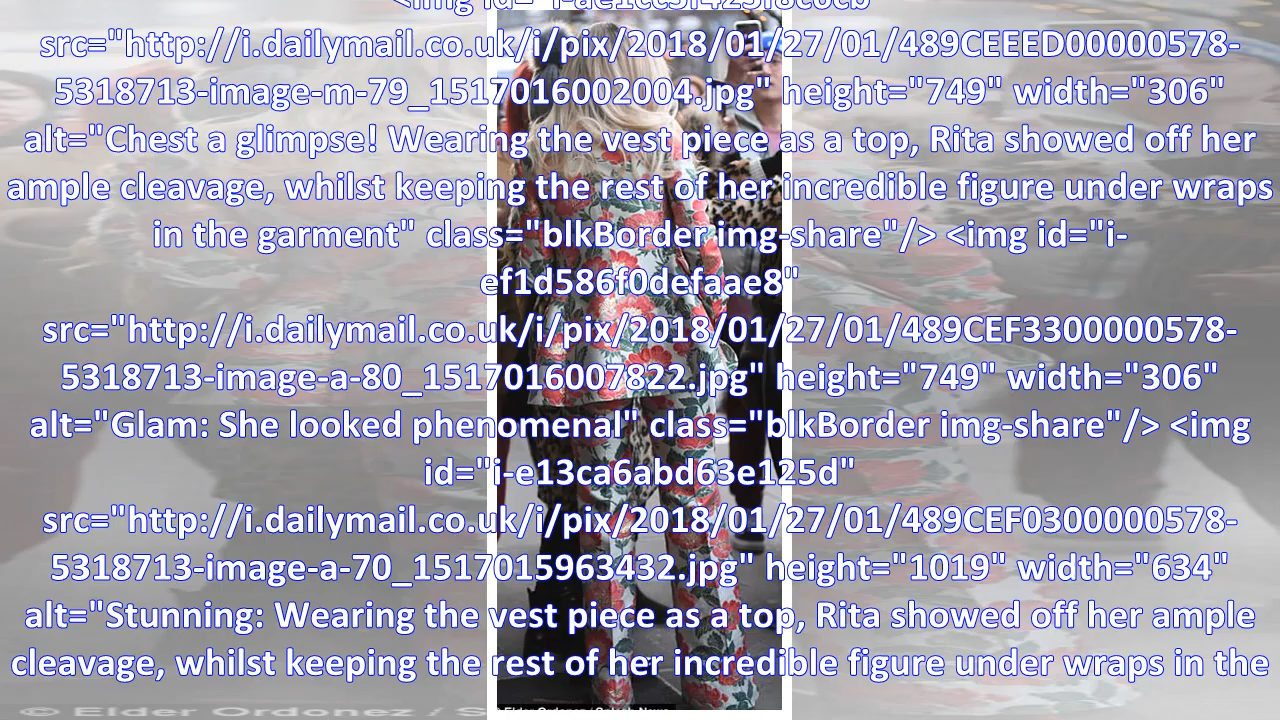 src="http://i.dailymail.co.uk/i/pix/2018/01/27/01/489CEEED00000578-
5318713-image-m-79_1517016002004.jpg" height="749" width="306"
alt="Chest a glimpse! Wearing the vest piece as a top, Rita showed off her
ample cleavage, whilst keeping the rest of her incredible figure under wraps
in the garment" class="blkBorder img-share"/> <img id="i-
ef1d586f0defaae8"
src="http://i.dailymail.co.uk/i/pix/2018/01/27/01/489CEF3300000578-
5318713-image-a-80_1517016007822.jpg" height="749" width="306"
alt="Glam: She looked phenomenal" class="blkBorder img-share"/> <img
id="i-e13ca6abd63e125d"
src="http://i.dailymail.co.uk/i/pix/2018/01/27/01/489CEF0300000578-
5318713-image-a-70_1517015963432.jpg" height="1019" width="634"
alt="Stunning: Wearing the vest piece as a top, Rita showed off her ample
cleavage, whilst keeping the rest of her incredible figure under wraps in the
© Elder Ordonez / S